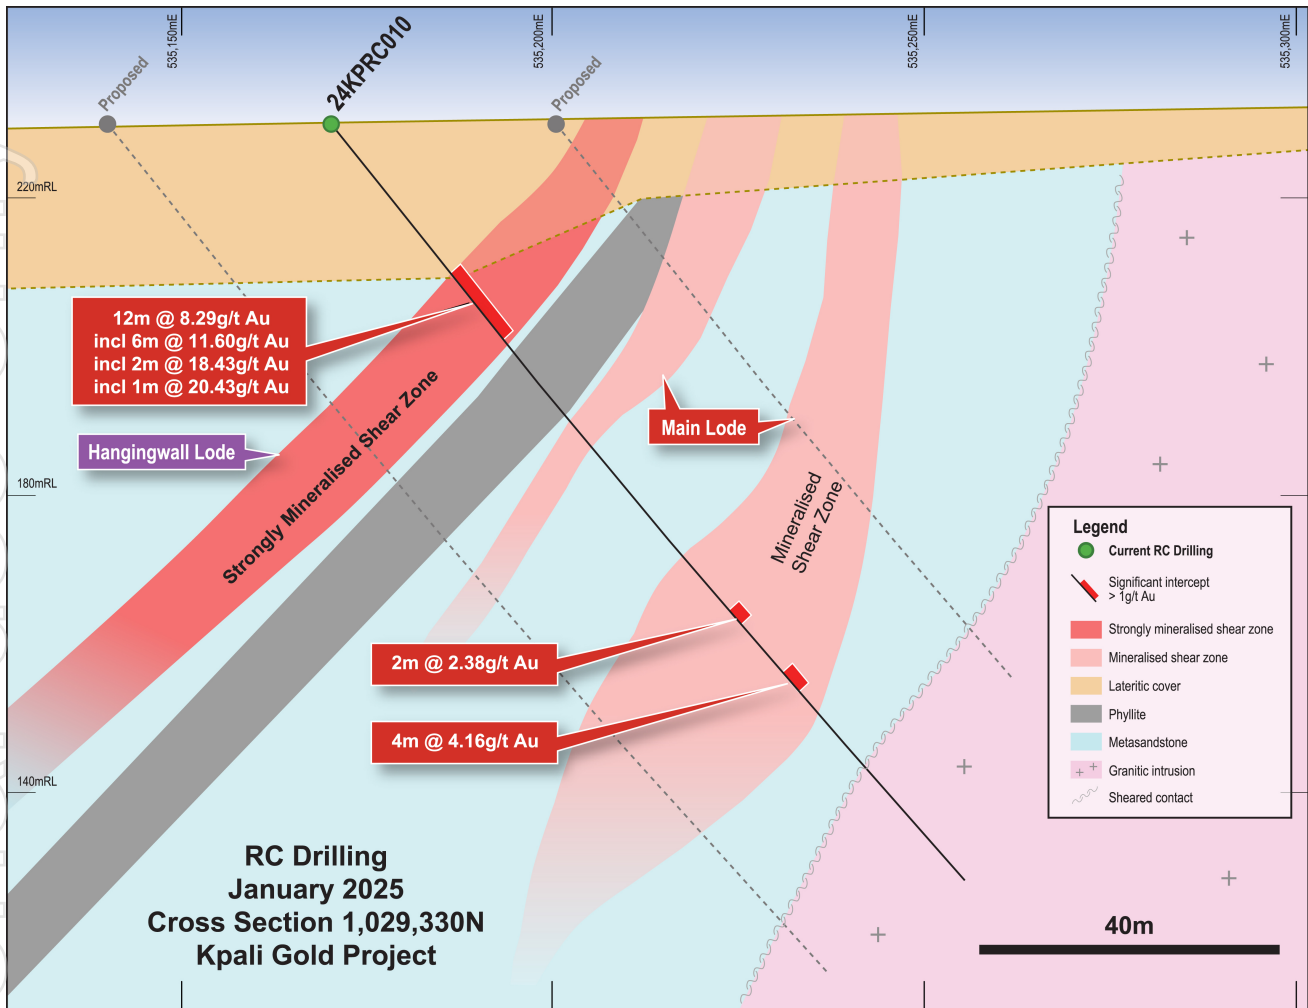 535,150mE
535,200mE
535,250mE
535,300mE
Proposed
24KPRC010
Proposed
220mRL
180mRL
140mRL
12m @ 8.29g/t Au
incl 6m @ 11.60g/t Au
incl 2m @ 18.43g/t Au
incl 1m @ 20.43g/t Au
Hangingwall Lode
Strongly Mineralised Shear Zone
Main Lode
Mineralised
Shear Zone
2m @ 2.38g/t Au
4m @ 4.16g/t Au
Legend
Current RC Drilling
Significant intercept
> 1g/t Au
Strongly mineralised shear zone
Mineralised shear zone
Lateritic cover
Phyllite
Metasandstone
Granitic intrusion
Sheared contact
RC Drilling
January 2025
Cross Section 1,029,330N
Kpali Gold Project
40m